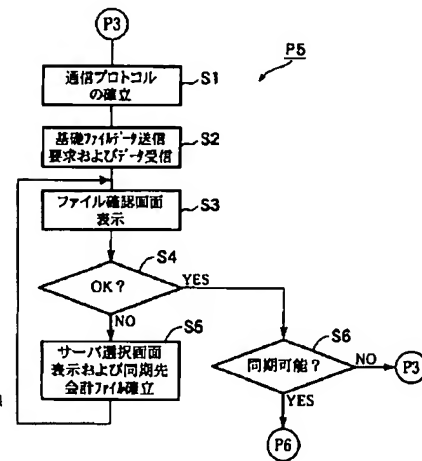 P3
P5
通信プロトコル
の確立
S1
基礎ファイルデータ送信
要求およびデータ受信
S2
ファイル確認画面
表示
S3
S4
OK?
YES
NO
S5
サーバ選択画面
表示および同期先
会計ファイル確立
S6
同期可能?
NO
P3
YES
P6